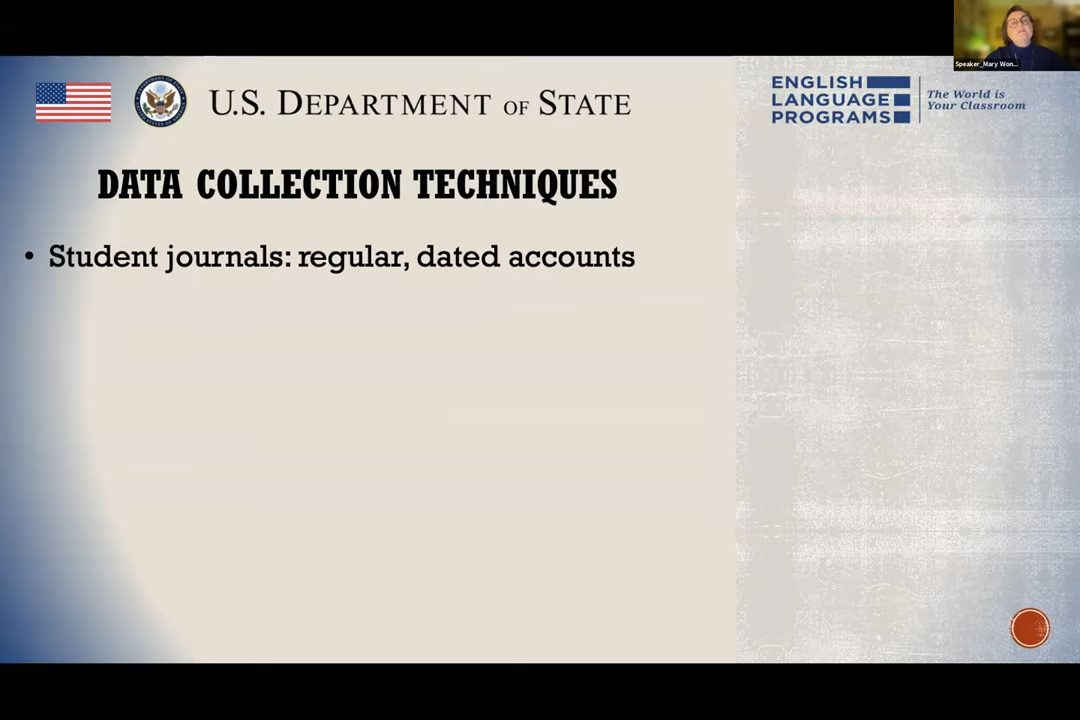 Speaker_Mary Won...
U.S. DEPARTMENT OF STATE
ENGLISH
LANGUAGE
PROGRAMS
The World is
Your Classroom
DATA COLLECTION TECHNIQUES
• Student journals: regular, dated accounts